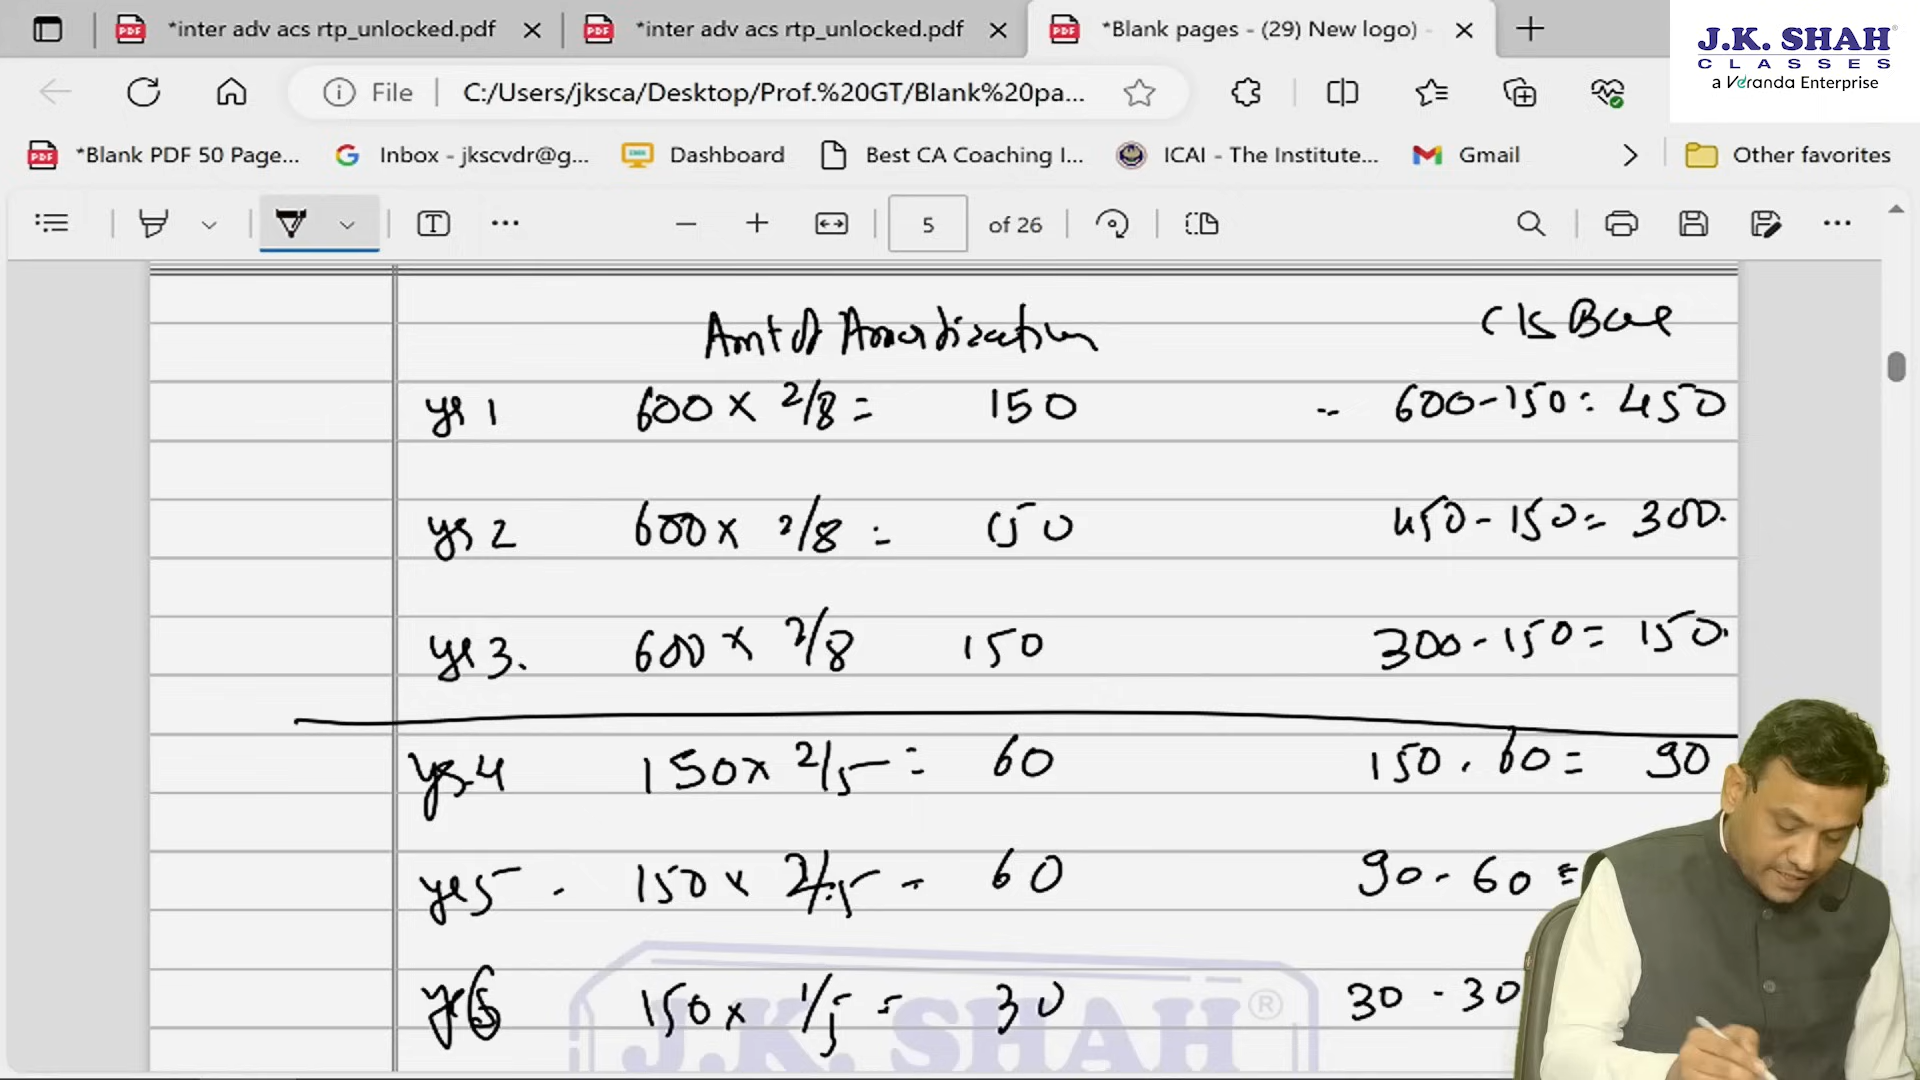 *inter adv acs rtp_unlocked.pdf *inter adv acs rtp_unlocked.pdf *Blank pages - (29) New logo) -
J.K. SHAH®
CLASSES
a Veranda Enterprise
File C:/Users/jksca/Desktop/Prof.%20GT/Blank%20pa...
*Blank PDF 50 Page... Inbox - jkscvdr@g... Dashboard Best CA Coaching I... ICAI - The Institute... Gmail Other favorites
5 of 26
Amt of Amortization Cls Bal
yr 1 600 x 2/8 = 150 -- 600-150 = 450
yr 2 600 x 2/8 = 150 450-150 = 300.
yr 3. 600 x 2/8 150 300-150 = 150.
yr 4 150 x 2/5 = 60 150 - 60 = 90
yr 5 - 150 x 2/5 - 60 90 - 60 =
yr 6 150 x 1/5 = 30 30 - 30
J.K. SHAH®